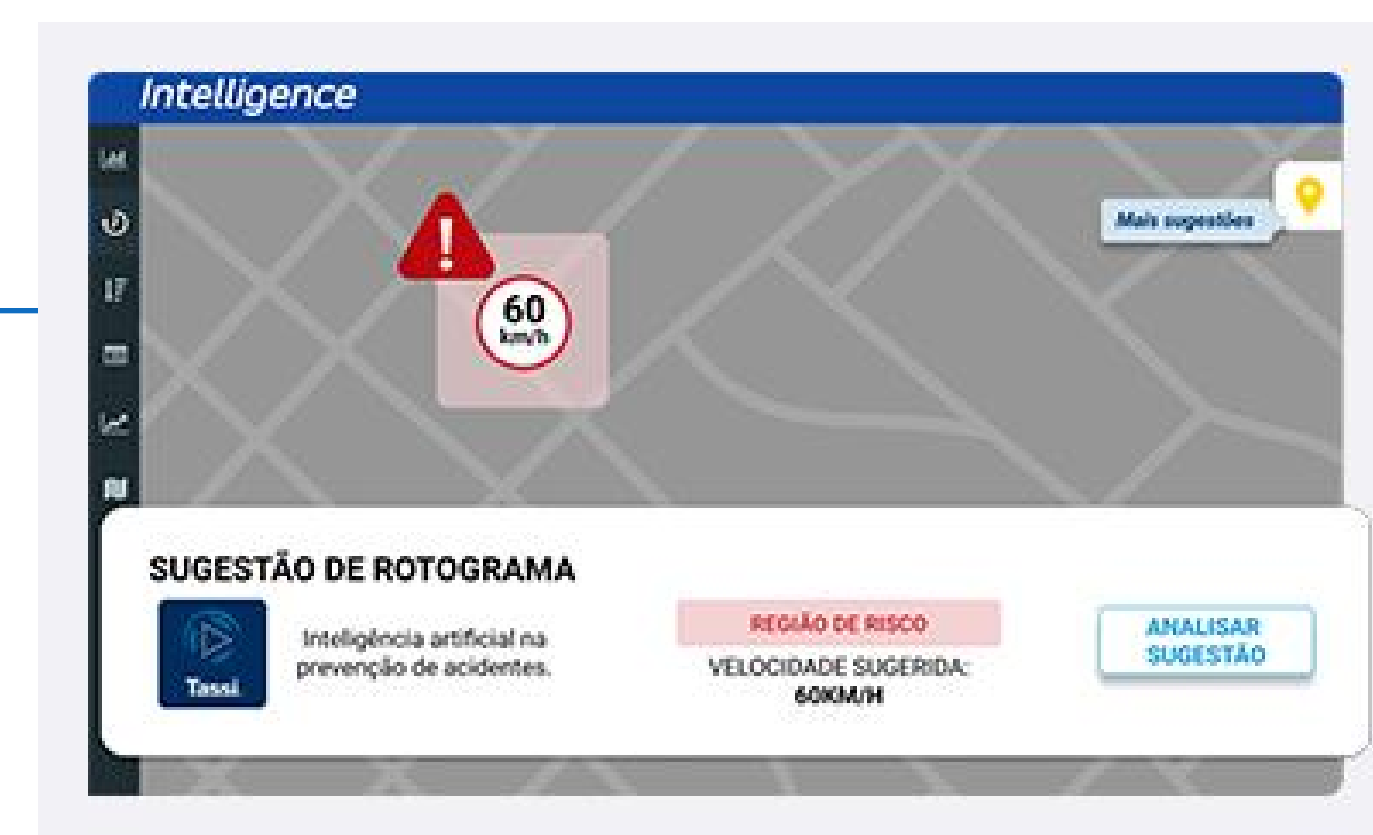 Intelligence
Mais sugestões
60
km/h
SUGESTÃO DE ROTOGRAMA
Tassi
Inteligência artificial na
prevenção de acidentes.
REGIÃO DE RISCO
VELOCIDADE SUGERIDA:
60KM/H
ANALISAR
SUGESTÃO